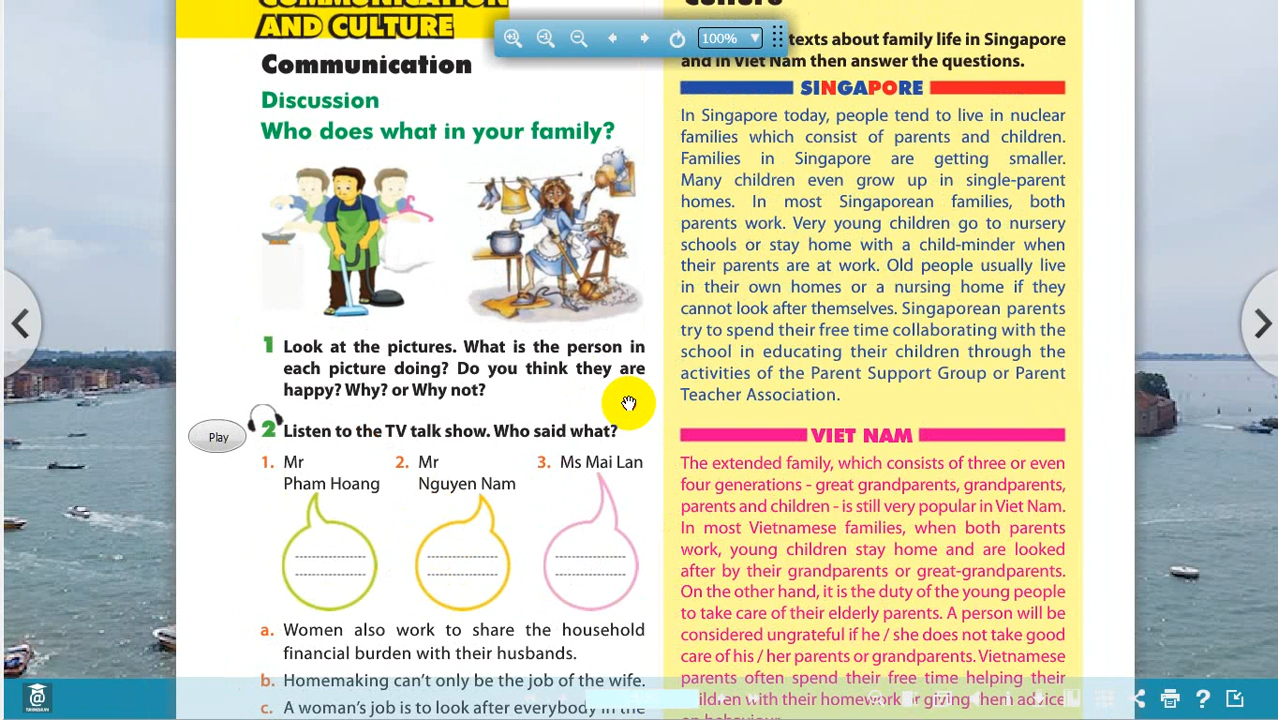 COMMUNICATION
AND CULTURE
Communication
Discussion
Who does what in your family?
1 Look at the pictures. What is the person in
each picture doing? Do you think they are
happy? Why? or Why not?
Play
2 Listen to the TV talk show. Who said what?
1. Mr
Pham Hoang
2. Mr
Nguyen Nam
3. Ms Mai Lan
a. Women also work to share the household
financial burden with their husbands.
b. Homemaking can't only be the job of the wife.
c. A woman's job is to look after everybody in the
100%
Culture
texts about family life in Singapore
and in Viet Nam then answer the questions.
SINGAPORE
In Singapore today, people tend to live in nuclear
families which consist of parents and children.
Families in Singapore are getting smaller.
Many children even grow up in single-parent
homes. In most Singaporean families, both
parents work. Very young children go to nursery
schools or stay home with a child-minder when
their parents are at work. Old people usually live
in their own homes or a nursing home if they
cannot look after themselves. Singaporean parents
try to spend their free time collaborating with the
school in educating their children through the
activities of the Parent Support Group or Parent
Teacher Association.
VIET NAM
The extended family, which consists of three or even
four generations - great grandparents, grandparents,
parents and children - is still very popular in Viet Nam.
In most Vietnamese families, when both parents
work, young children stay home and are looked
after by their grandparents or great-grandparents.
On the other hand, it is the duty of the young people
to take care of their elderly parents. A person will be
considered ungrateful if he / she does not take good
care of his / her parents or grandparents. Vietnamese
parents often spend their free time helping their
children with their homework or giving them advice
on behaviour.